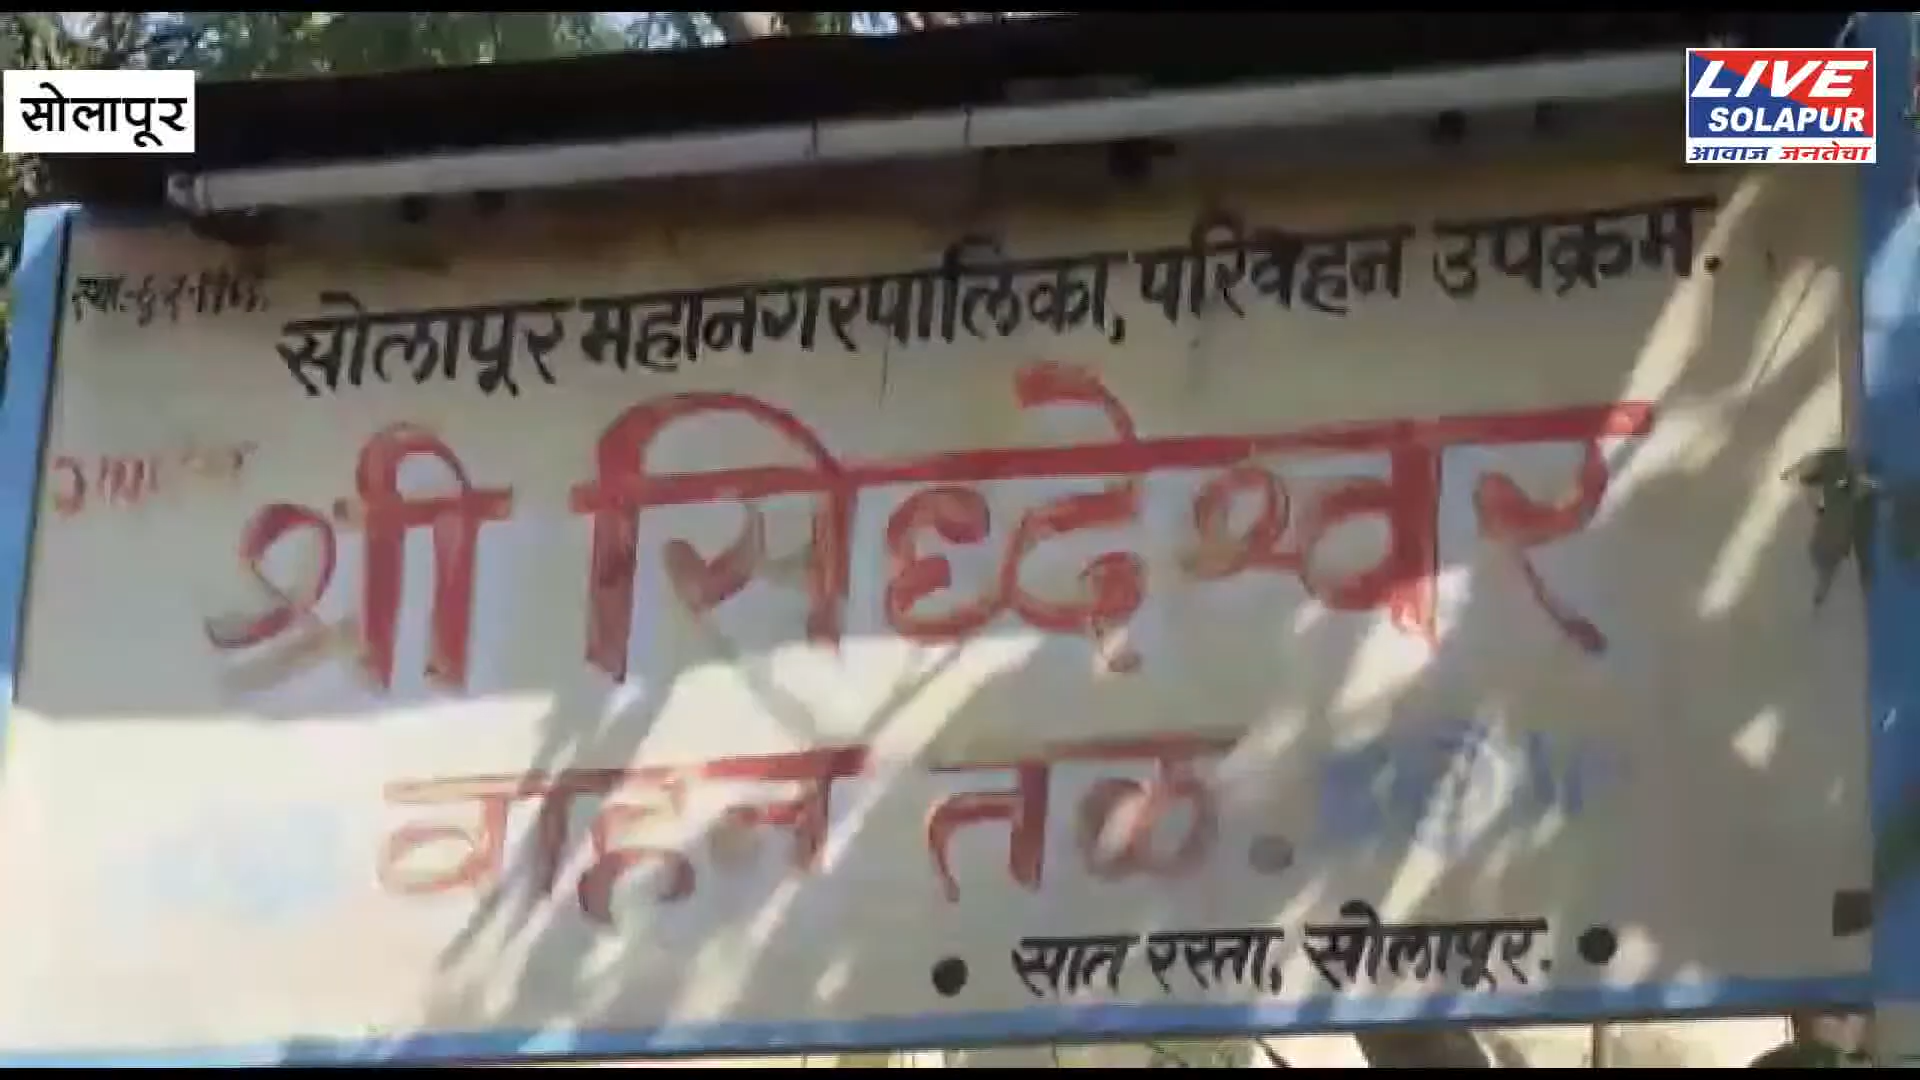 सोलापूर
LIVE
SOLAPUR
आवाज जनतेचा
सोलापूर महानगरपालिका, परिवहन उपक्रम.
श्री सिध्देश्वर
वाहन तळ.
• सात रस्ता, सोलापूर. •